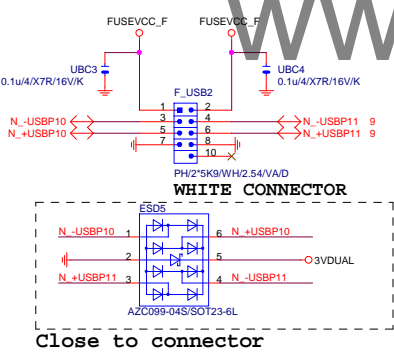 WW
FUSEVCC_F FUSEVCC_F
UBC3 UBC4
0.1u/4/X7R/16V/K 0.1u/4/X7R/16V/K
F_USB2
1 2
N_-USBP10 3 4 N_-USBP11 9
N_+USBP10 5 6 N_+USBP11 9
7 8
10
PH/2*5K9/WH/2.54/VA/D
WHITE CONNECTOR
ESD5
N_-USBP10 1 6 N_+USBP10
2 5 3VDUAL
N_+USBP11 3 4 N_-USBP11
AZC099-04S/SOT23-6L
Close to connector